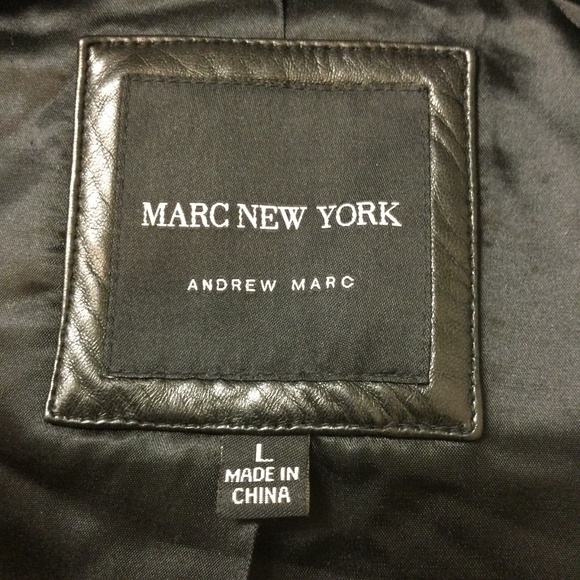 MARC NEW YORK
ANDREW MARC
L
MADE IN
CHINA